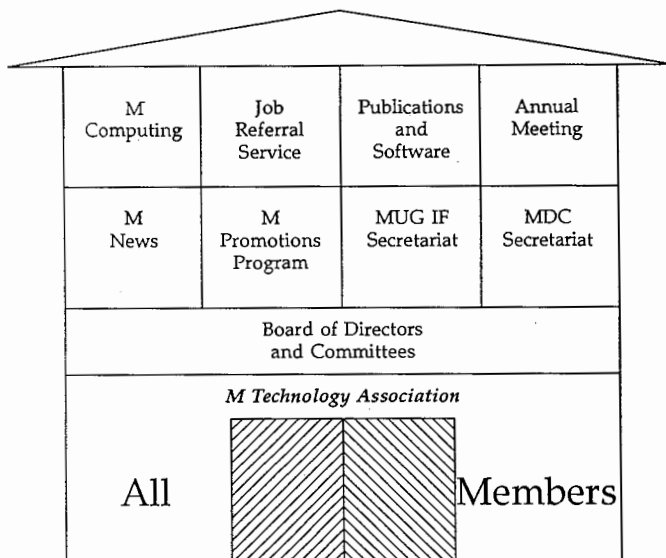 M
Computing
Job
Referral
Service
Publications
and
Software
Annual
Meeting
M
News
M
Promotions
Program
MUG IF
Secretariat
MDC
Secretariat
Board of Directors
and Committees
M Technology Association
All
Members